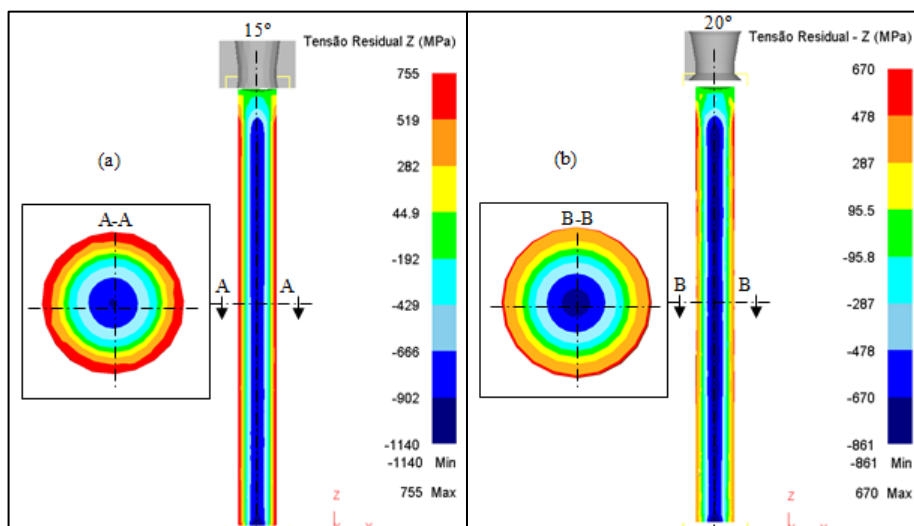 15°
Tensão Residual Z (MPa)
755
519
282
44.9
-192
-429
-666
-902
-1140
-1140 Min
755 Max
(a)
A-A
A
A
z
20°
Tensão Residual - Z (MPa)
670
478
287
95.5
-95.8
-287
-478
-670
-861
-861 Min
670 Max
(b)
B-B
B
B
z